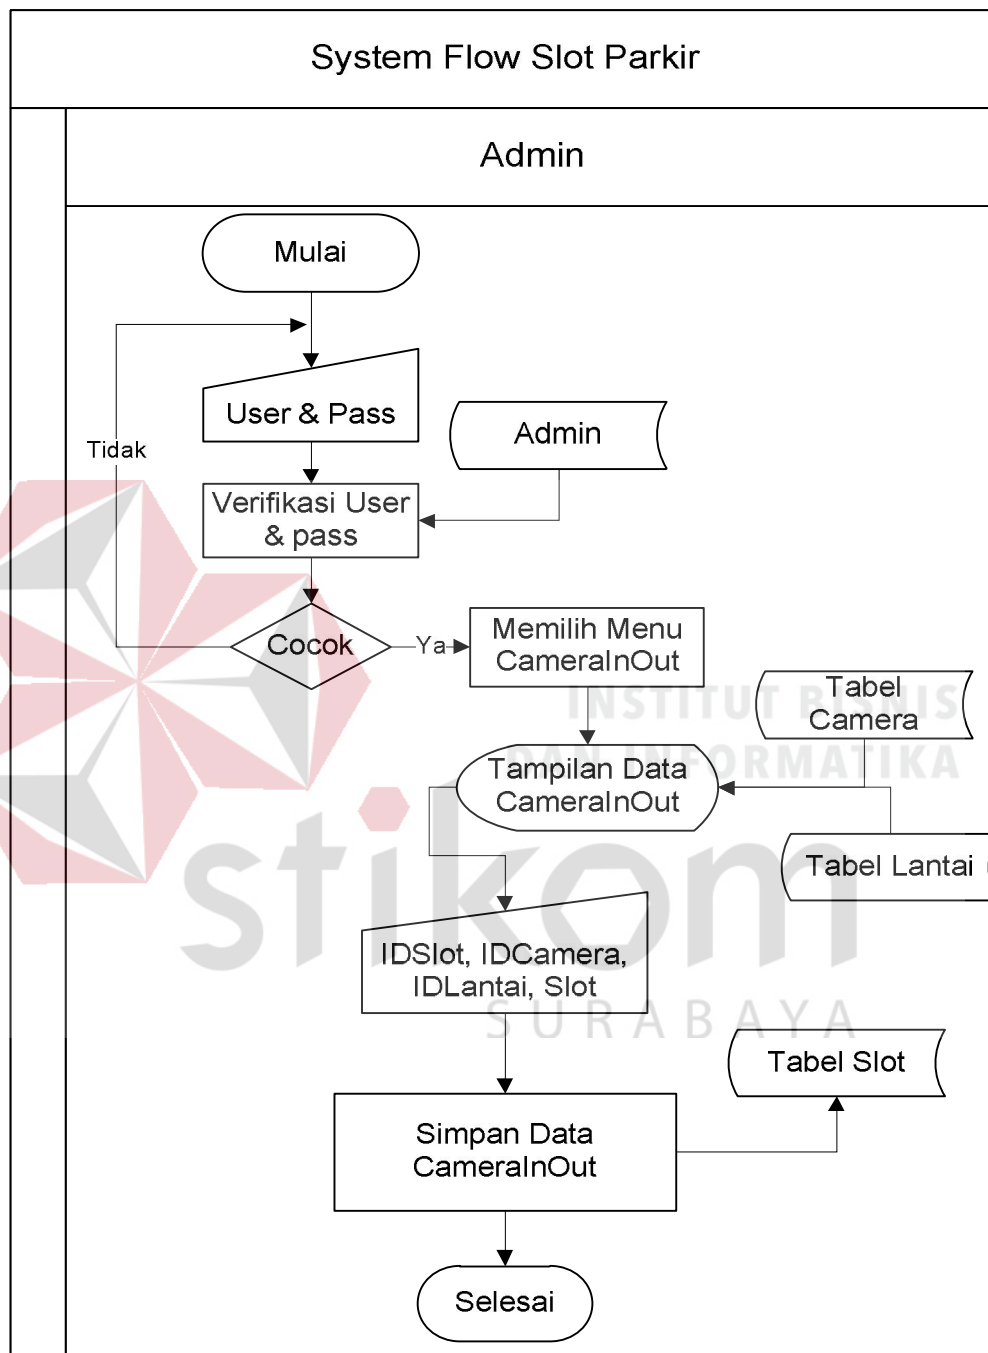 System Flow Slot Parkir
Admin
Mulai
User & Pass
Admin
Tidak
Verifikasi User
& pass
Cocok
Ya
Memilih Menu
CameraInOut
Tabel
Camera
INSTITUT BISNIS
DAN INFORMATIKA
Tampilan Data
CameraInOut
Tabel Lantai
stikom
IDSlot, IDCamera,
IDLantai, Slot
SURABAYA
Tabel Slot
Simpan Data
CameraInOut
Selesai